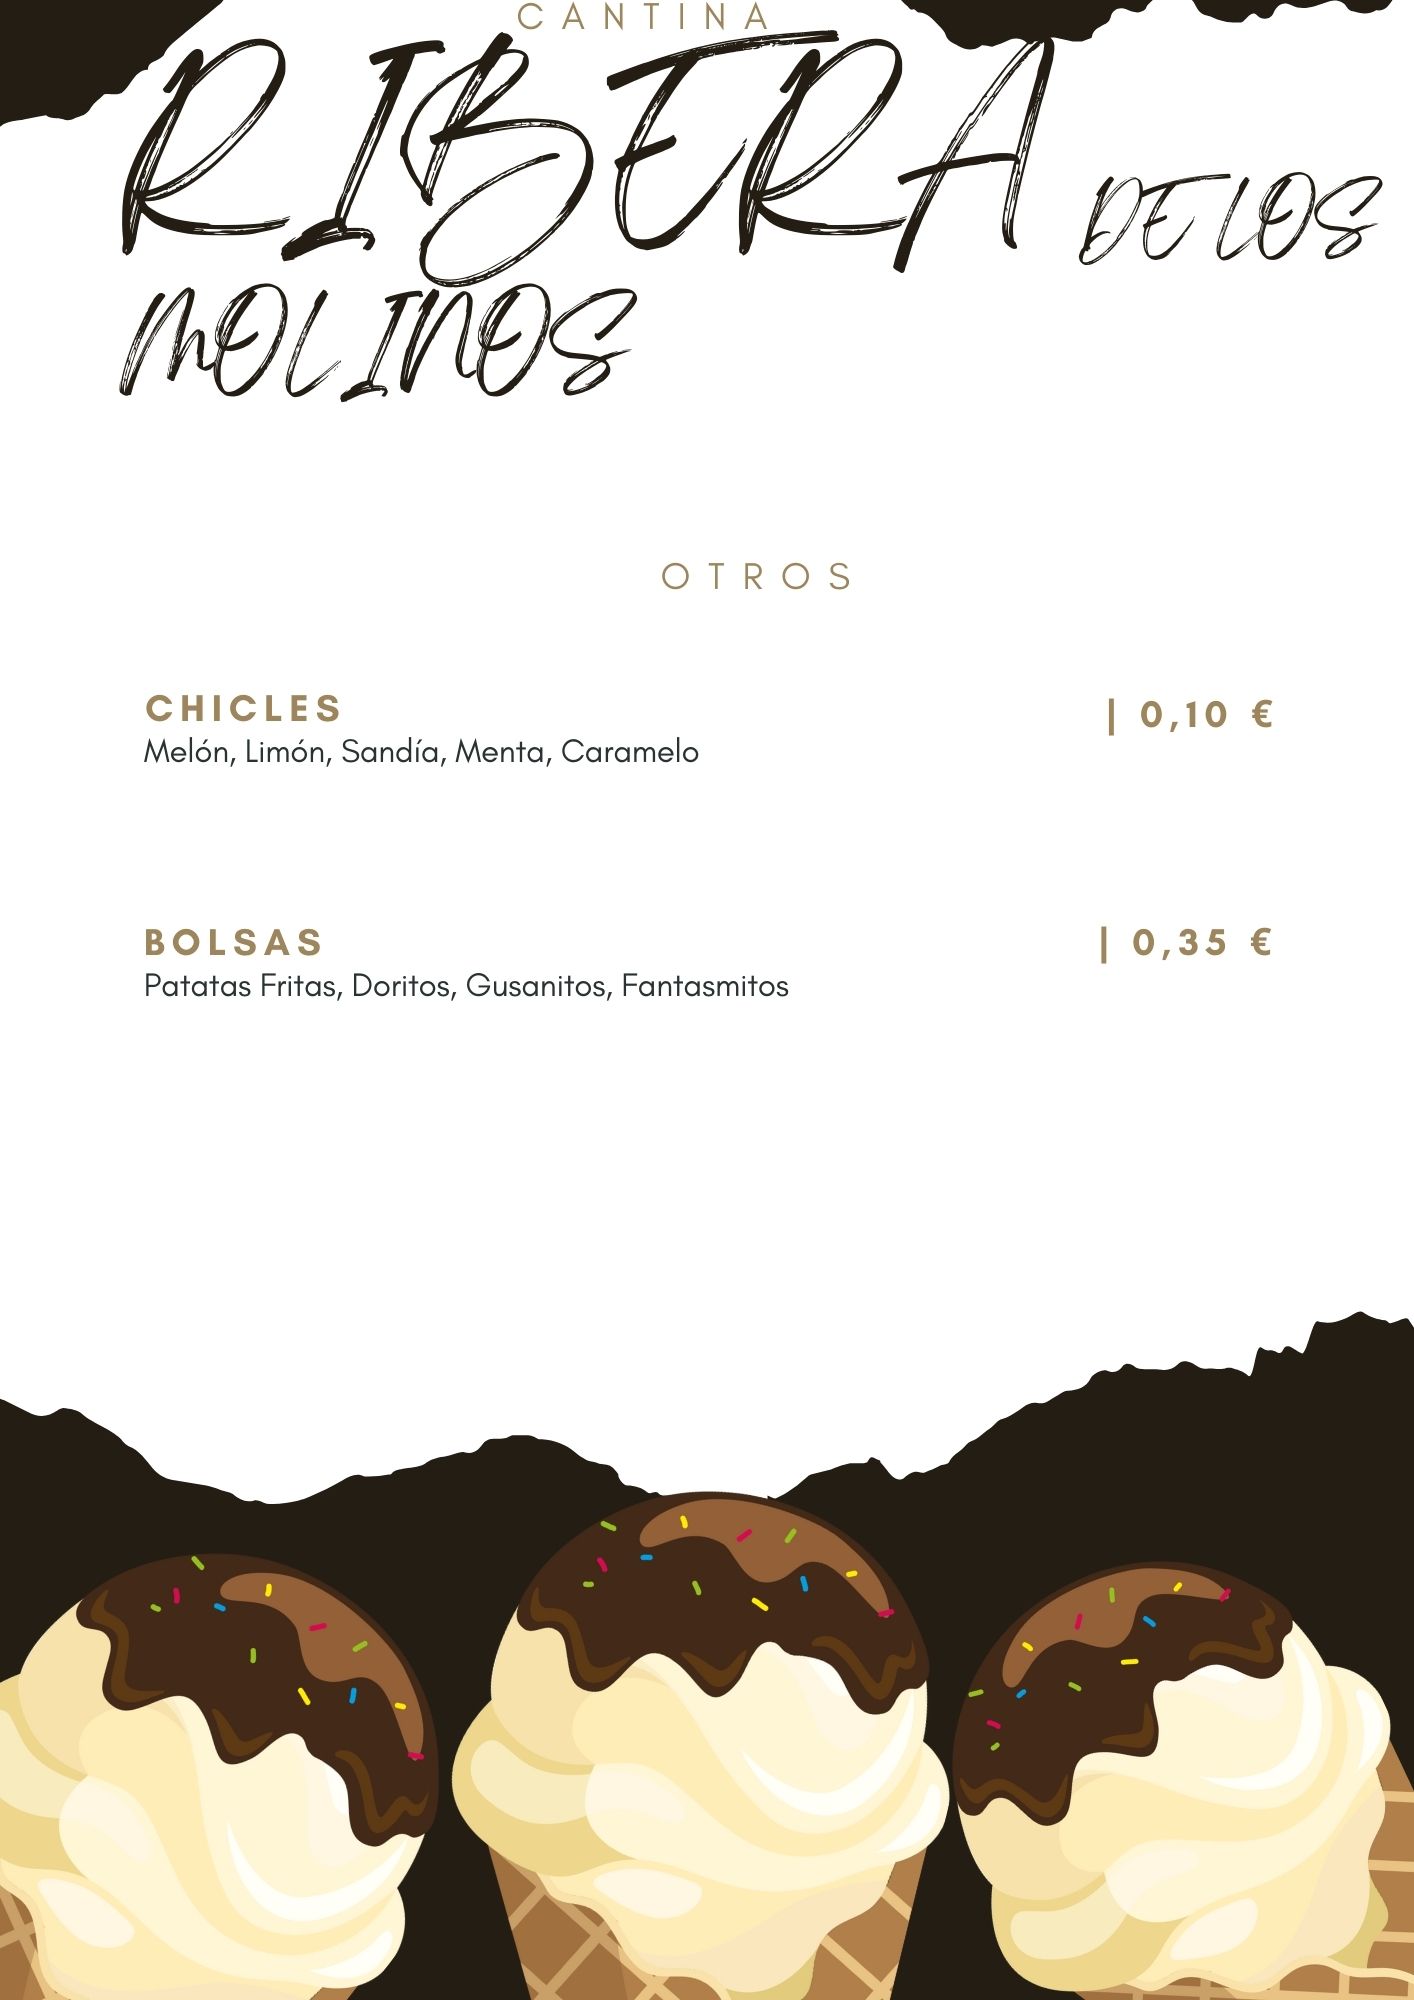 CANTINA
RIBERA DE LOS
MOLINOS
OTROS
CHICLES | 0,10 €
Melón, Limón, Sandía, Menta, Caramelo
BOLSAS | 0,35 €
Patatas Fritas, Doritos, Gusanitos, Fantasmitos